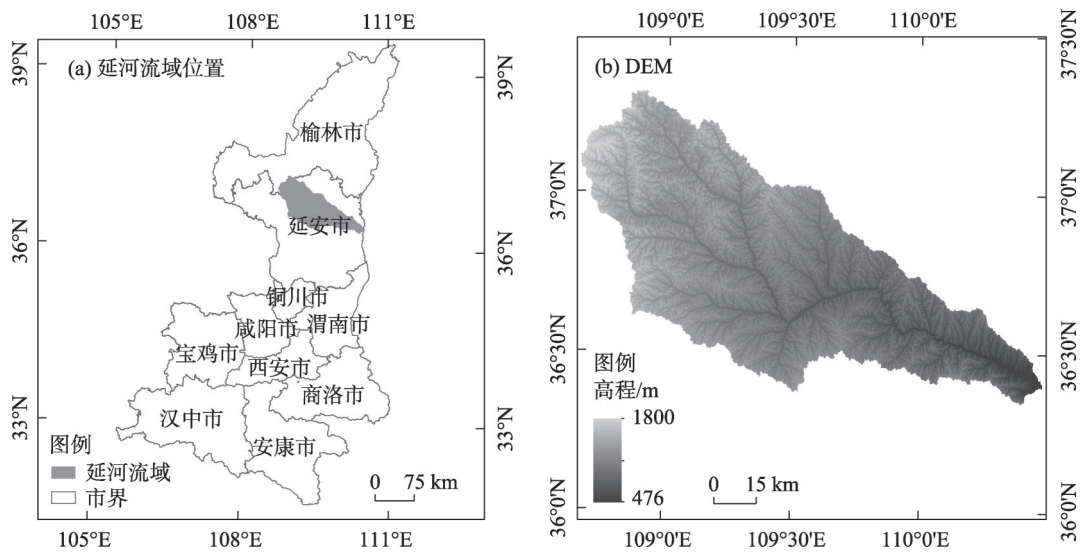 105°E 108°E 111°E
(a) 延河流域位置
39°N 39°N
榆林市
延安市
36°N 36°N
铜川市
咸阳市 渭南市
宝鸡市
西安市
商洛市
汉中市
33°N 33°N
安康市
图例
延河流域
市界
0 75 km
105°E 108°E 111°E
109°0'E 109°30'E 110°0'E
(b) DEM
37°30'N
37°0'N 37°0'N
36°30'N 36°30'N
图例
高程/m
1800
476
0 15 km
36°0'N 36°0'N
109°0'E 109°30'E 110°0'E